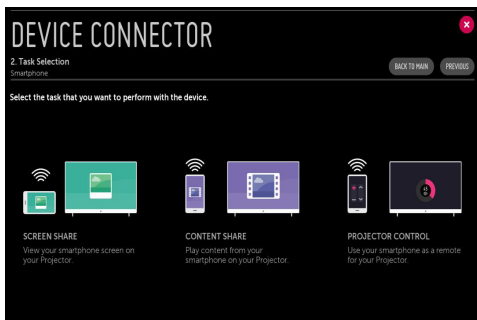 DEVICE CONNECTOR
2. Task Selection
Smartphone
BACK TO MAIN
PREVIOUS
Select the task that you want to perform with the device.
SCREEN SHARE
View your smartphone screen on
your Projector.
CONTENT SHARE
Play content from your
smartphone on your Projector.
PROJECTOR CONTROL
Use your smartphone as a remote
for your Projector.